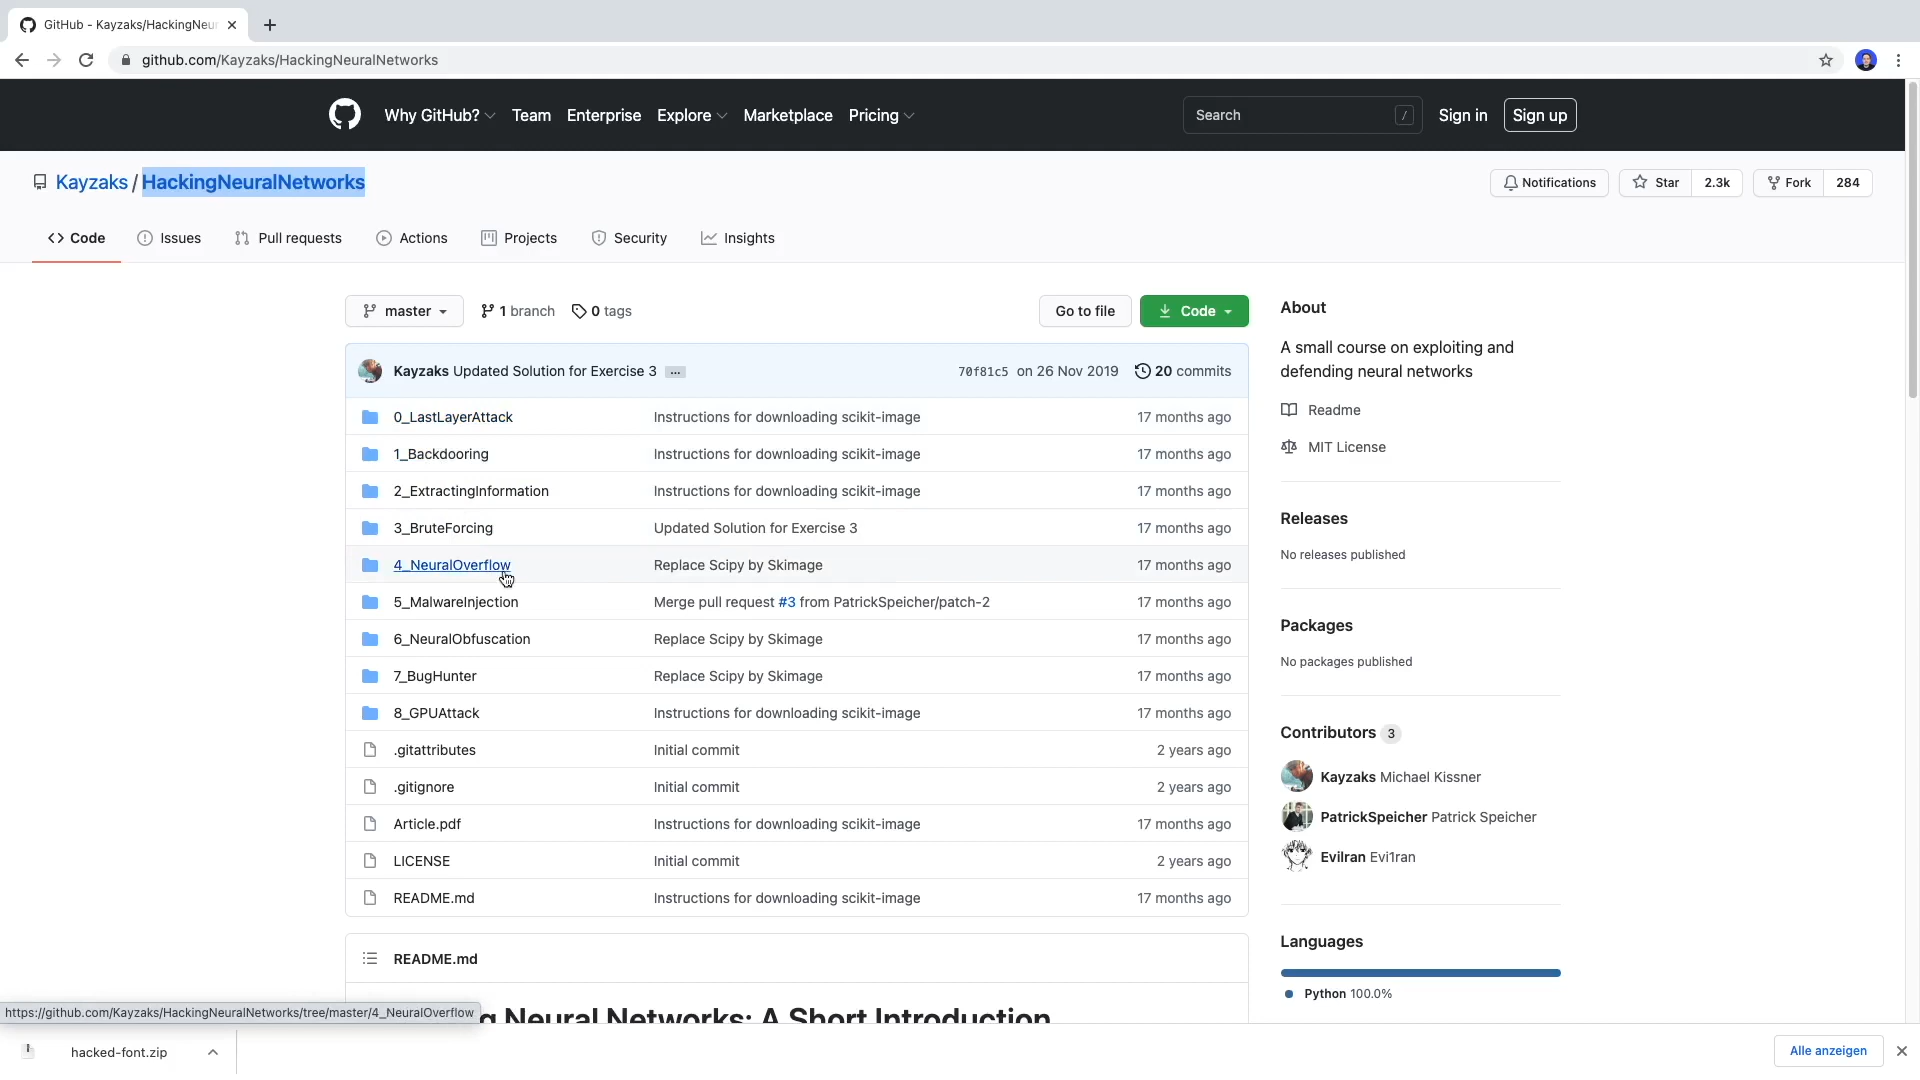 GitHub - Kayzaks/HackingNeur
github.com/Kayzaks/HackingNeuralNetworks
Why GitHub? Team Enterprise Explore Marketplace Pricing Search / Sign in Sign up
Kayzaks / HackingNeuralNetworks Notifications Star 2.3k Fork 284
Code Issues Pull requests Actions Projects Security Insights
master 1 branch 0 tags Go to file Code
Kayzaks Updated Solution for Exercise 3 ... 70f81c5 on 26 Nov 2019 20 commits
0_LastLayerAttack Instructions for downloading scikit-image 17 months ago
1_Backdooring Instructions for downloading scikit-image 17 months ago
2_ExtractingInformation Instructions for downloading scikit-image 17 months ago
3_BruteForcing Updated Solution for Exercise 3 17 months ago
4_NeuralOverflow Replace Scipy by Skimage 17 months ago
5_MalwareInjection Merge pull request #3 from PatrickSpeicher/patch-2 17 months ago
6_NeuralObfuscation Replace Scipy by Skimage 17 months ago
7_BugHunter Replace Scipy by Skimage 17 months ago
8_GPUAttack Instructions for downloading scikit-image 17 months ago
.gitattributes Initial commit 2 years ago
.gitignore Initial commit 2 years ago
Article.pdf Instructions for downloading scikit-image 17 months ago
LICENSE Initial commit 2 years ago
README.md Instructions for downloading scikit-image 17 months ago
README.md
g Neural Networks: A Short Introduction
About
A small course on exploiting and
defending neural networks
Readme
MIT License
Releases
No releases published
Packages
No packages published
Contributors 3
Kayzaks Michael Kissner
PatrickSpeicher Patrick Speicher
Evilran Evi1ran
Languages
Python 100.0%
https://github.com/Kayzaks/HackingNeuralNetworks/tree/master/4_NeuralOverflow
hacked-font.zip Alle anzeigen